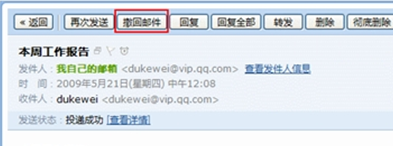 « 返回 再次发送 撤回邮件 回复 回复全部 转发 删除 彻底删除
本周工作报告
发件人：我自己的邮箱 <dukewei@vip.qq.com> 查看发件人信息
时　间：2009年5月21日(星期四) 中午12:08
收件人：dukewei <dukewei@vip.qq.com>
发送状态：投递成功 [查看详情]